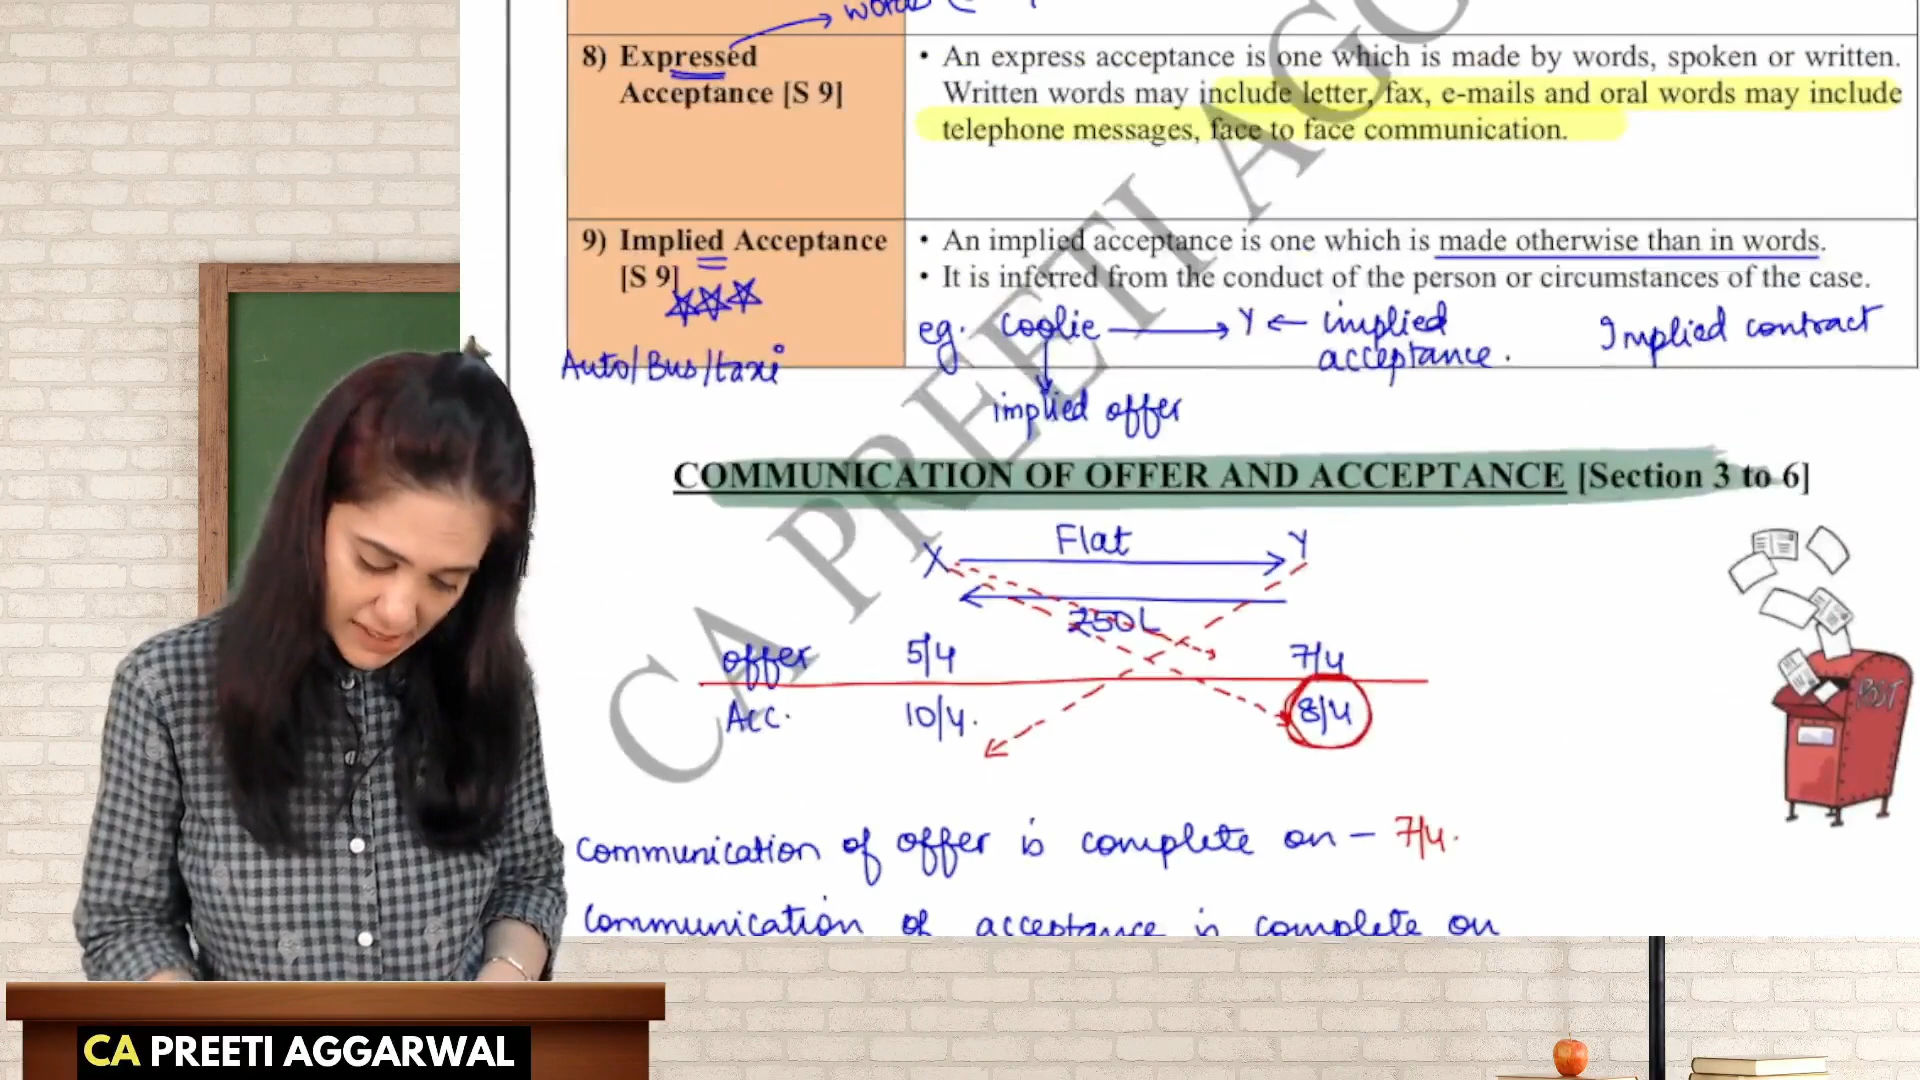 words
8) Expressed
Acceptance [S 9]
• An express acceptance is one which is made by words, spoken or written.
Written words may include letter, fax, e-mails and oral words may include
telephone messages, face to face communication.
9) Implied Acceptance
[S 9]
• An implied acceptance is one which is made otherwise than in words.
• It is inferred from the conduct of the person or circumstances of the case.
eg. coolie → Y ← implied
acceptance.
Implied contract
Auto/Bus/taxi
implied offer
COMMUNICATION OF OFFER AND ACCEPTANCE [Section 3 to 6]
X Flat Y
250L
offer 5/4 7/4
Acc. 10/4. 8/4
POST
communication of offer is complete on – 7/4.
communication of acceptance is complete on
CA PREETI AGG
CA PREETI AGGARWAL